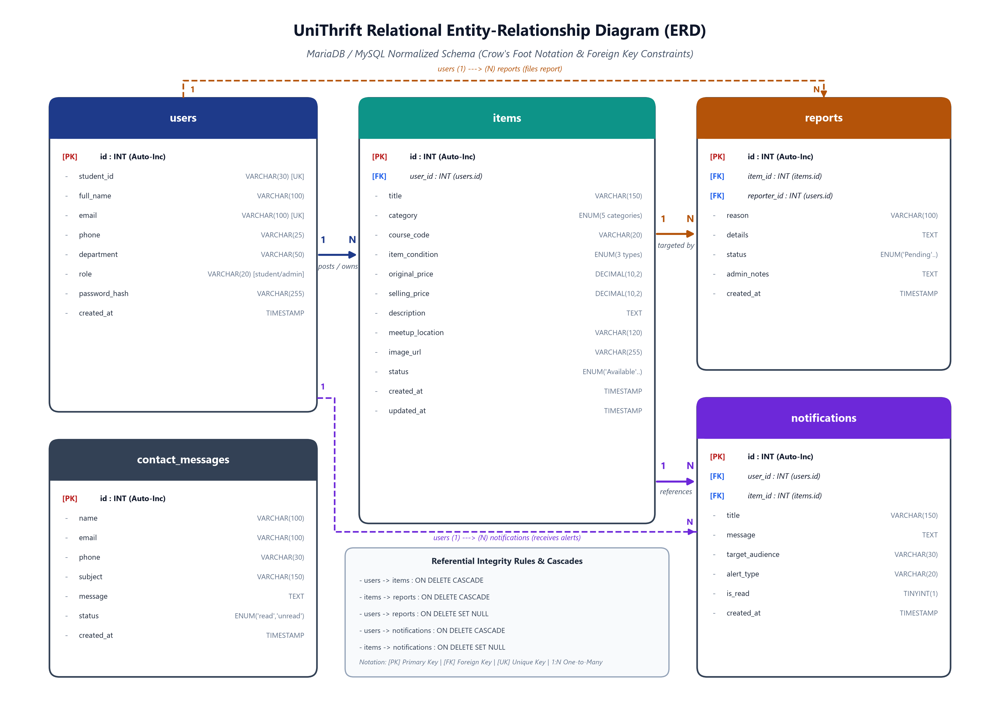 UniThrift Relational Entity-Relationship Diagram (ERD)
MariaDB / MySQL Normalized Schema (Crow's Foot Notation & Foreign Key Constraints)
users (1) ---> (N) reports (files report)
1
N
users
[PK] id : INT (Auto-Inc)
- student_id VARCHAR(30) [UK]
- full_name VARCHAR(100)
- email VARCHAR(100) [UK]
- phone VARCHAR(25)
- department VARCHAR(50)
- role VARCHAR(20) [student/admin]
- password_hash VARCHAR(255)
- created_at TIMESTAMP
1 N
posts / owns
items
[PK] id : INT (Auto-Inc)
[FK] user_id : INT (users.id)
- title VARCHAR(150)
- category ENUM(5 categories)
- course_code VARCHAR(20)
- item_condition ENUM(3 types)
- original_price DECIMAL(10,2)
- selling_price DECIMAL(10,2)
- description TEXT
- meetup_location VARCHAR(120)
- image_url VARCHAR(255)
- status ENUM('Available'..)
- created_at TIMESTAMP
- updated_at TIMESTAMP
1 N
targeted by
reports
[PK] id : INT (Auto-Inc)
[FK] item_id : INT (items.id)
[FK] reporter_id : INT (users.id)
- reason VARCHAR(100)
- details TEXT
- status ENUM('Pending'..)
- admin_notes TEXT
- created_at TIMESTAMP
1
contact_messages
[PK] id : INT (Auto-Inc)
- name VARCHAR(100)
- email VARCHAR(100)
- phone VARCHAR(30)
- subject VARCHAR(150)
- message TEXT
- status ENUM('read','unread')
- created_at TIMESTAMP
1 N
references
N
users (1) ---> (N) notifications (receives alerts)
notifications
[PK] id : INT (Auto-Inc)
[FK] user_id : INT (users.id)
[FK] item_id : INT (items.id)
- title VARCHAR(150)
- message TEXT
- target_audience VARCHAR(30)
- alert_type VARCHAR(20)
- is_read TINYINT(1)
- created_at TIMESTAMP
Referential Integrity Rules & Cascades
- users -> items : ON DELETE CASCADE
- items -> reports : ON DELETE CASCADE
- users -> reports : ON DELETE SET NULL
- users -> notifications : ON DELETE CASCADE
- items -> notifications : ON DELETE SET NULL
Notation: [PK] Primary Key | [FK] Foreign Key | [UK] Unique Key | 1:N One-to-Many